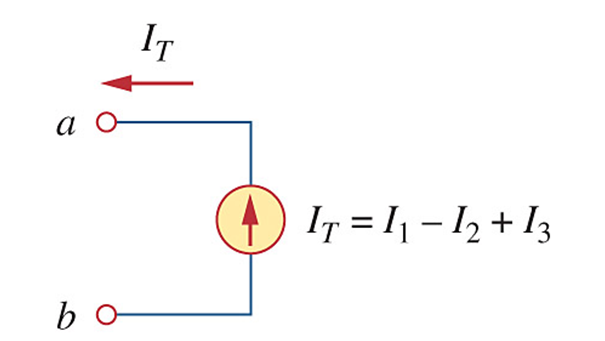 I_T
a
I_T = I_1 − I_2 + I_3
b